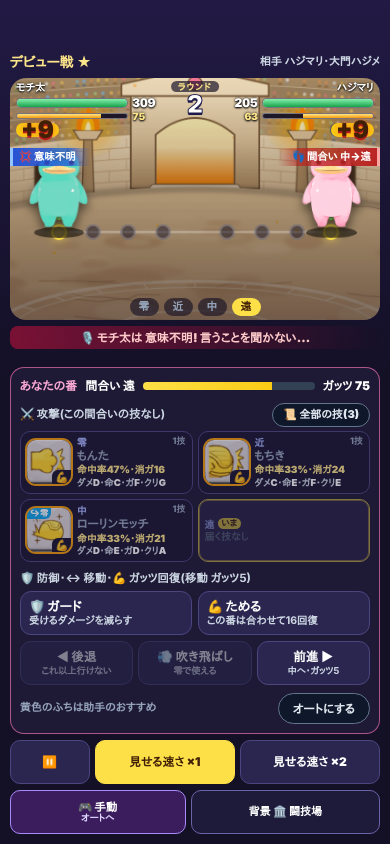 デビュー戦 ★
相手 ハジマリ・大門ハジメ
モチ太
ラウンド
ハジマリ
309
2
205
75
63
+9
+9
意味不明
間合い 中→遠
零 近 中 遠
🎙️ モチ太は 意味不明! 言うことを聞かない…
あなたの番 間合い 遠
ガッツ 75
⚔️ 攻撃(この間合いの技なし)
📜 全部の技(3)
零
1技
もんた
命中率47%・消ガ16
ダメD・命C・ガF・クリG
近
1技
もちき
命中率33%・消ガ24
ダメC・命E・ガF・クリE
↪零
中
1技
ローリンモッチ
命中率33%・消ガ21
ダメD・命E・ガD・クリA
遠 いま
届く技なし
🛡️ 防御・↔ 移動・💪 ガッツ回復(移動 ガッツ5)
🛡️ ガード
受けるダメージを減らす
💪 ためる
この番は合わせて16回復
◀ 後退
これ以上行けない
💨 吹き飛ばし
零で使える
前進 ▶
中へ・ガッツ5
黄色のふちは助手のおすすめ
オートにする
⏸️
見せる速さ ×1
見せる速さ ×2
🎮 手動
オートへ
背景 🏛️ 闘技場